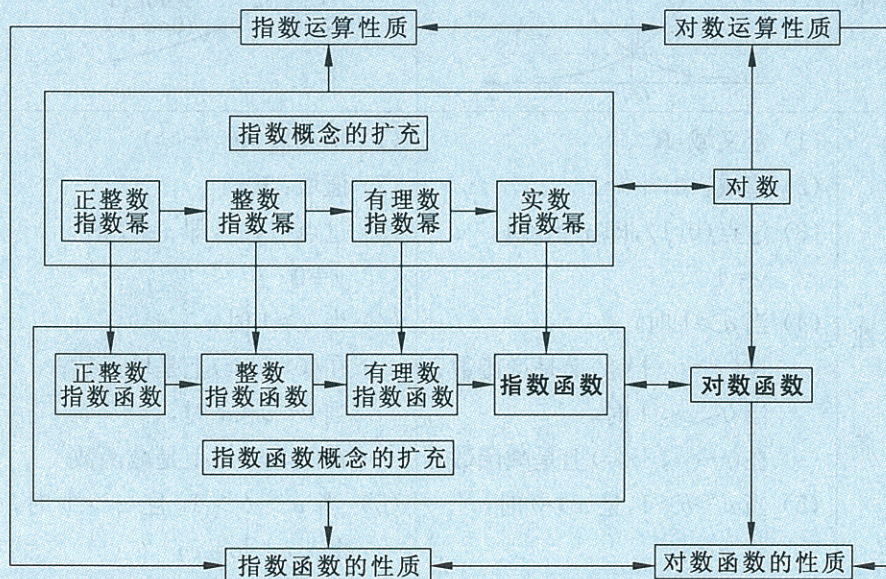 指数运算性质
对数运算性质
指数概念的扩充
正整数
指数幂
整数
指数幂
有理数
指数幂
实数
指数幂
对数
正整数
指数函数
整数
指数函数
有理数
指数函数
指数函数
对数函数
指数函数概念的扩充
指数函数的性质
对数函数的性质